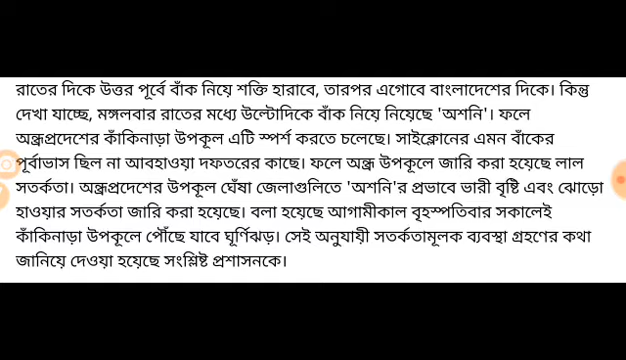 রাতের দিকে উত্তর পূর্বে বাঁক নিয়ে শক্তি হারাবে, তারপর এগোবে বাংলাদেশের দিকে। কিন্তু
দেখা যাচ্ছে, মঙ্গলবার রাতের মধ্যে উল্টোদিকে বাঁক নিয়ে নিয়েছে 'অশনি'। ফলে
অন্ধ্রপ্রদেশের কাঁকিনাড়া উপকূল এটি স্পর্শ করতে চলেছে। সাইক্লোনের এমন বাঁকের
পূর্বাভাস ছিল না আবহাওয়া দফতরের কাছে। ফলে অন্ধ্র উপকূলে জারি করা হয়েছে লাল
সতর্কতা। অন্ধ্রপ্রদেশের উপকূল ঘেঁষা জেলাগুলিতে 'অশনি'র প্রভাবে ভারী বৃষ্টি এবং ঝোড়ো
হাওয়ার সতর্কতা জারি করা হয়েছে। বলা হয়েছে আগামীকাল বৃহস্পতিবার সকালেই
কাঁকিনাড়া উপকূলে পৌঁছে যাবে ঘূর্ণিঝড়। সেই অনুযায়ী সতর্কতামূলক ব্যবস্থা গ্রহণের কথা
জানিয়ে দেওয়া হয়েছে সংশ্লিষ্ট প্রশাসনকে।